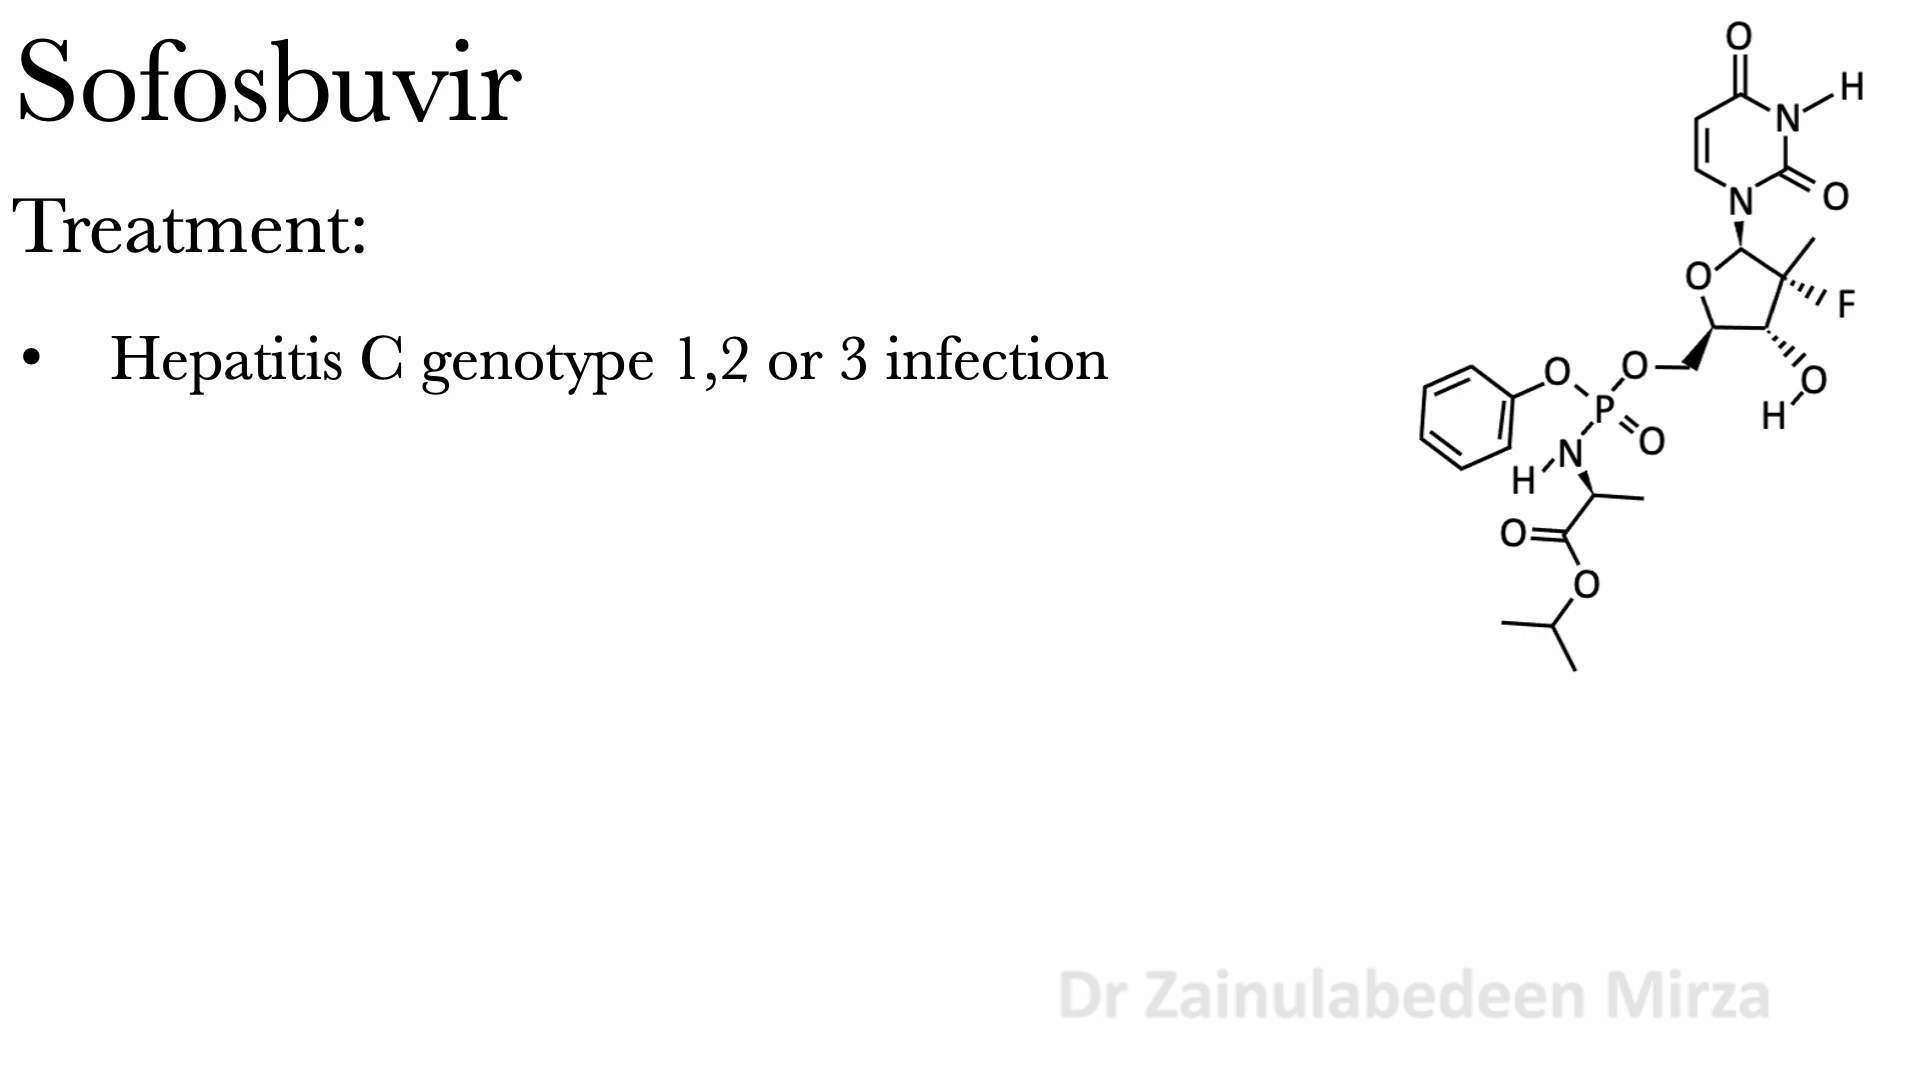 Sofosbuvir
Treatment:
• Hepatitis C genotype 1,2 or 3 infection
O
H
N
O
N
O
F
O
O
O
H
P
O
N
H
O
O
Dr Zainulabedeen Mirza